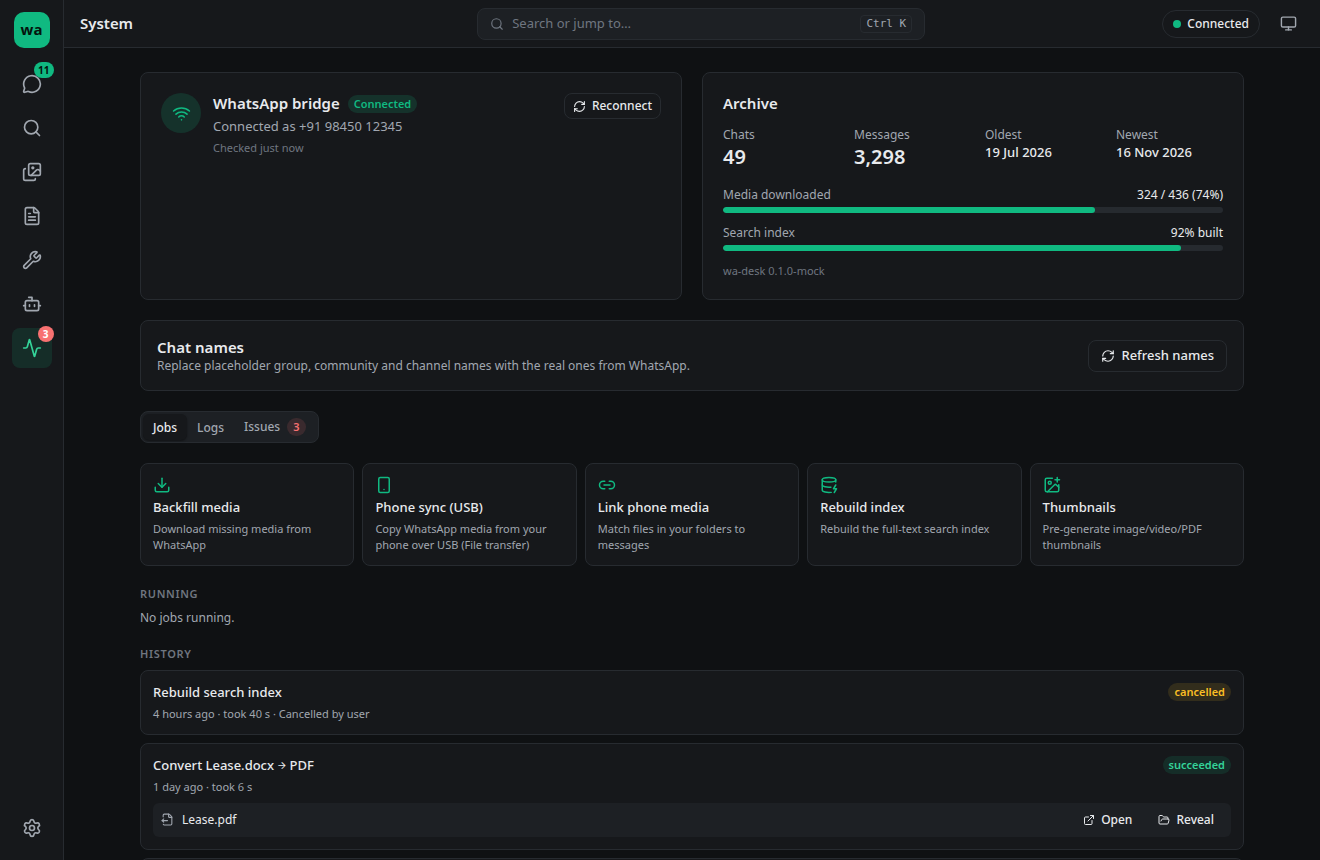 wa
System
Search or jump to...
Ctrl K
Connected
11
3
WhatsApp bridge
Connected
Reconnect
Connected as +91 98450 12345
Checked just now
Archive
Chats
Messages
Oldest
Newest
49
3,298
19 Jul 2026
16 Nov 2026
Media downloaded
324 / 436 (74%)
Search index
92% built
wa-desk 0.1.0-mock
Chat names
Replace placeholder group, community and channel names with the real ones from WhatsApp.
Refresh names
Jobs
Logs
Issues
3
Backfill media
Download missing media from
WhatsApp
Phone sync (USB)
Copy WhatsApp media from your
phone over USB (File transfer)
Link phone media
Match files in your folders to
messages
Rebuild index
Rebuild the full-text search index
Thumbnails
Pre-generate image/video/PDF
thumbnails
RUNNING
No jobs running.
HISTORY
Rebuild search index
cancelled
4 hours ago · took 40 s · Cancelled by user
Convert Lease.docx → PDF
succeeded
1 day ago · took 6 s
Lease.pdf
Open
Reveal